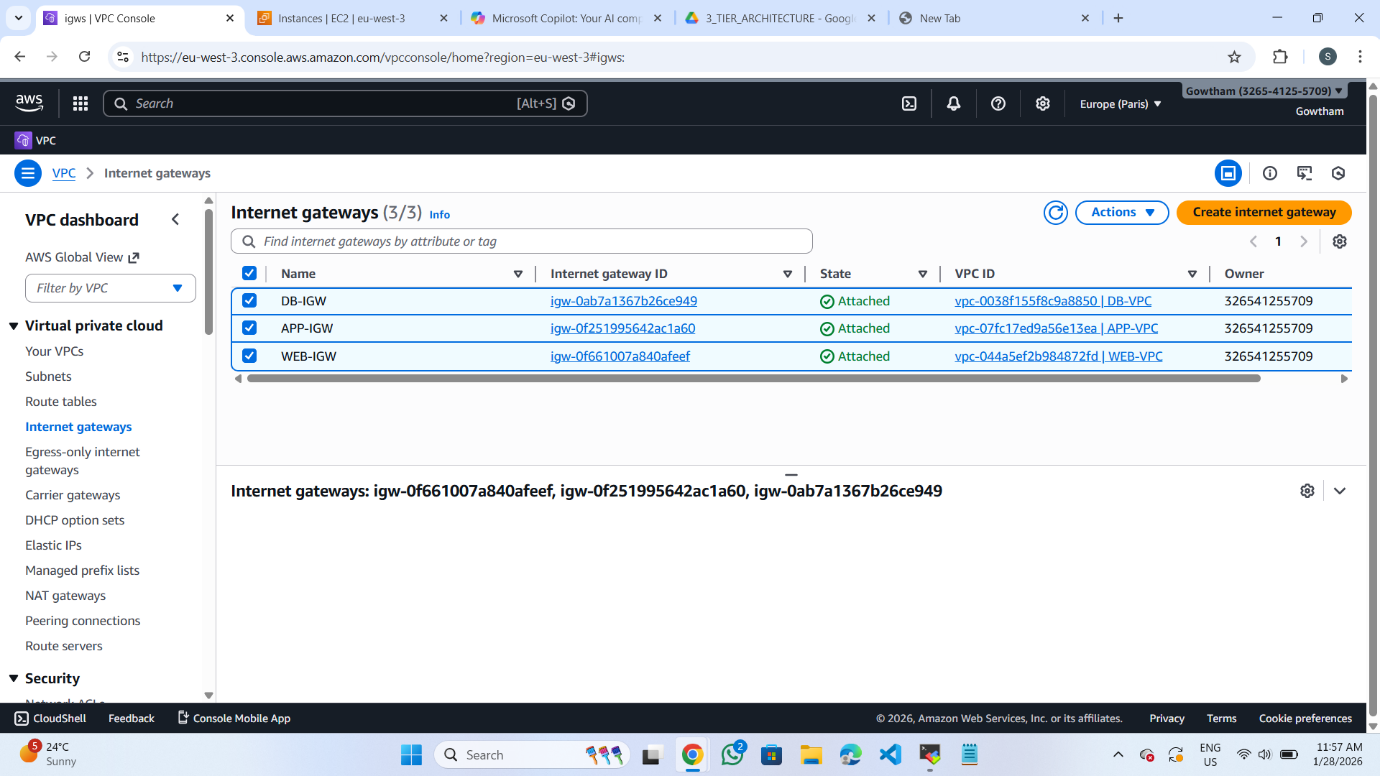 igws | VPC Console
Instances | EC2 | eu-west-3
Microsoft Copilot: Your AI comp
3_TIER_ARCHITECTURE - Google
New Tab
https://eu-west-3.console.aws.amazon.com/vpcconsole/home?region=eu-west-3#igws:
S
aws
Search
[Alt+S]
Europe (Paris) ▼
Gowtham (3265-4125-5709) ▼
Gowtham
VPC
VPC > Internet gateways
VPC dashboard
AWS Global View
Filter by VPC
Virtual private cloud
Your VPCs
Subnets
Route tables
Internet gateways
Egress-only internet
gateways
Carrier gateways
DHCP option sets
Elastic IPs
Managed prefix lists
NAT gateways
Peering connections
Route servers
Security
Network ACLs
Internet gateways (3/3) Info
Actions ▼
Create internet gateway
Find internet gateways by attribute or tag
1
Name Internet gateway ID State VPC ID Owner
DB-IGW igw-0ab7a1367b26ce949 Attached vpc-0038f155f8c9a8850 | DB-VPC 326541255709
APP-IGW igw-0f251995642ac1a60 Attached vpc-07fc17ed9a56e13ea | APP-VPC 326541255709
WEB-IGW igw-0f661007a840afeef Attached vpc-044a5ef2b984872fd | WEB-VPC 326541255709
Internet gateways: igw-0f661007a840afeef, igw-0f251995642ac1a60, igw-0ab7a1367b26ce949
CloudShell Feedback Console Mobile App
© 2026, Amazon Web Services, Inc. or its affiliates. Privacy Terms Cookie preferences
5
24°C
Sunny
Search
2
ENG
US
11:57 AM
1/28/2026